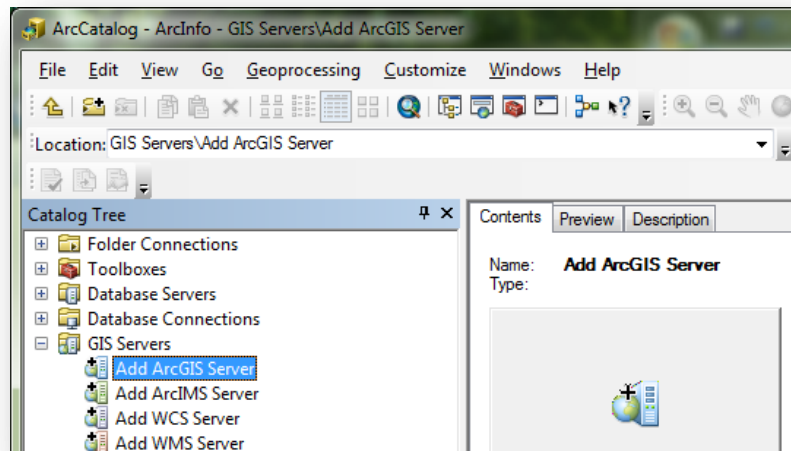 ArcCatalog - ArcInfo - GIS Servers\Add ArcGIS Server
File Edit View Go Geoprocessing Customize Windows Help
Location: GIS Servers\Add ArcGIS Server
Catalog Tree
Folder Connections
Toolboxes
Database Servers
Database Connections
GIS Servers
Add ArcGIS Server
Add ArcIMS Server
Add WCS Server
Add WMS Server
Contents Preview Description
Name: Add ArcGIS Server
Type: